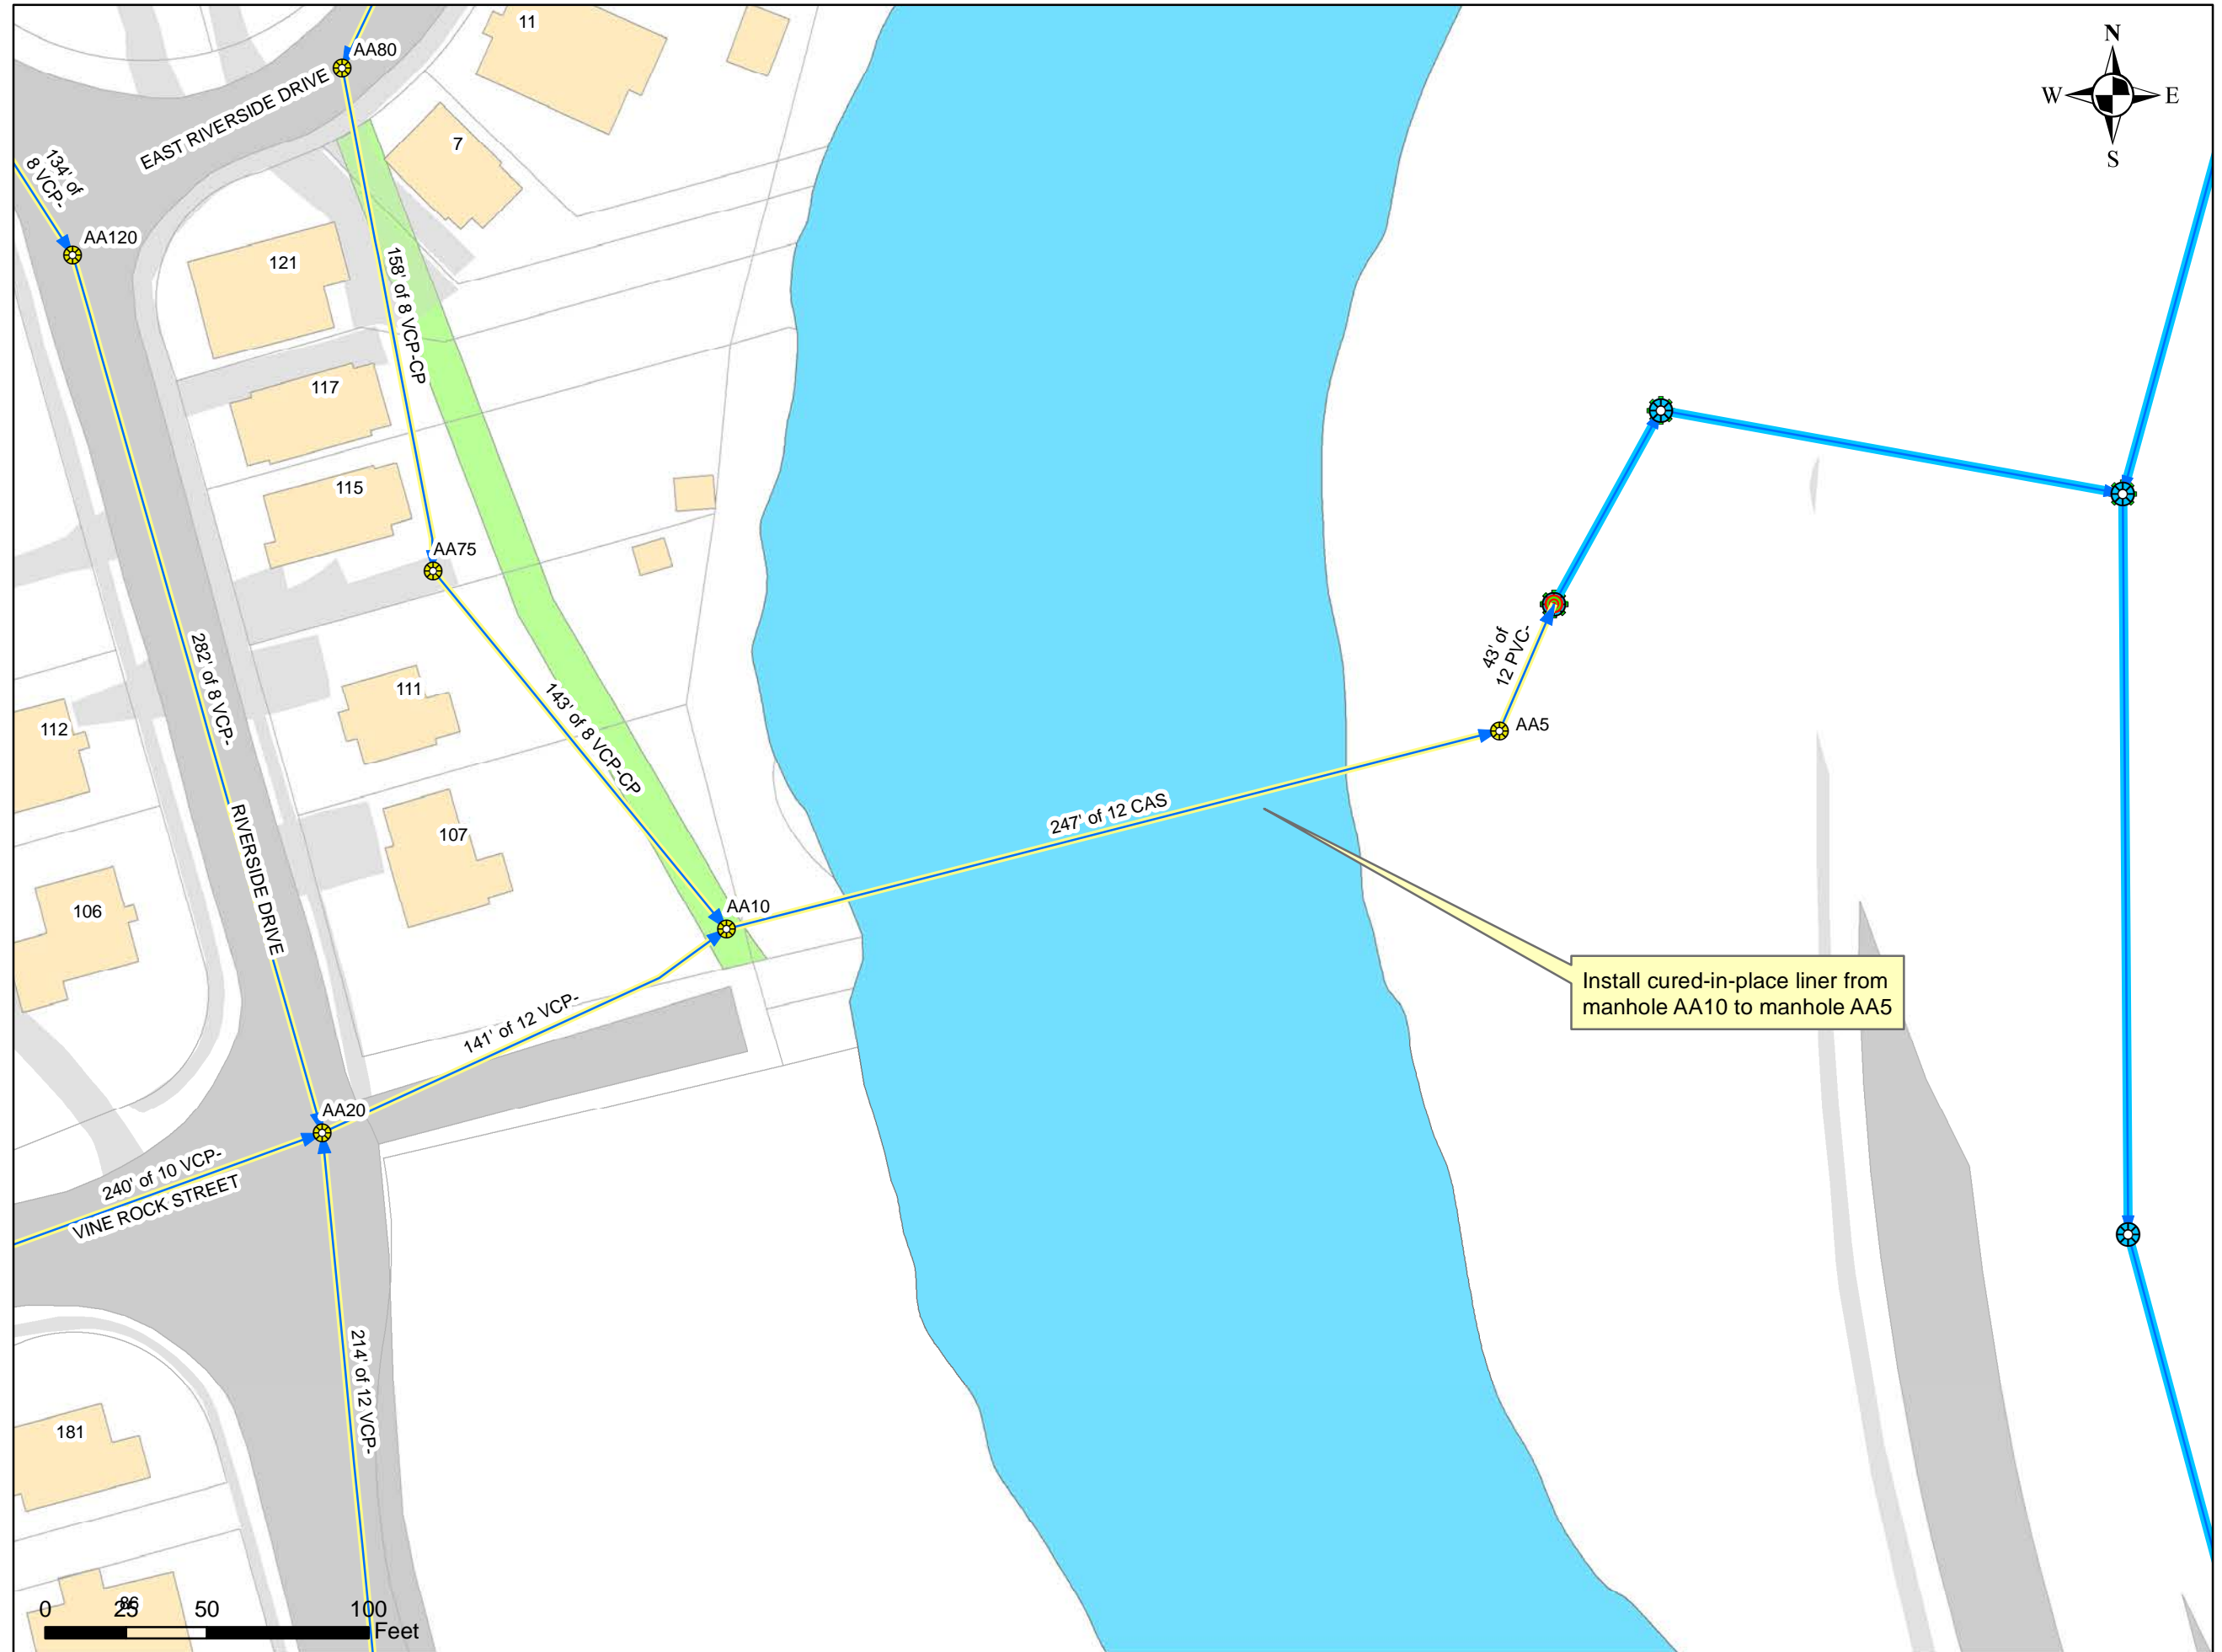 11
N
AA80
W
E
S
EAST RIVERSIDE DRIVE
7
134' of
8 VCP-
AA120
121
158' of 8 VCP-CP
117
115
AA75
43' of
12 PVC-
282' of 8 VCP-
111
143' of 8 VCP-CP
112
AA5
247' of 12 CAS
107
RIVERSIDE DRIVE
106
AA10
Install cured-in-place liner from
manhole AA10 to manhole AA5
141' of 12 VCP-
AA20
240' of 10 VCP-
VINE ROCK STREET
214' of 12 VCP-
181
86
0 25 50 100
Feet